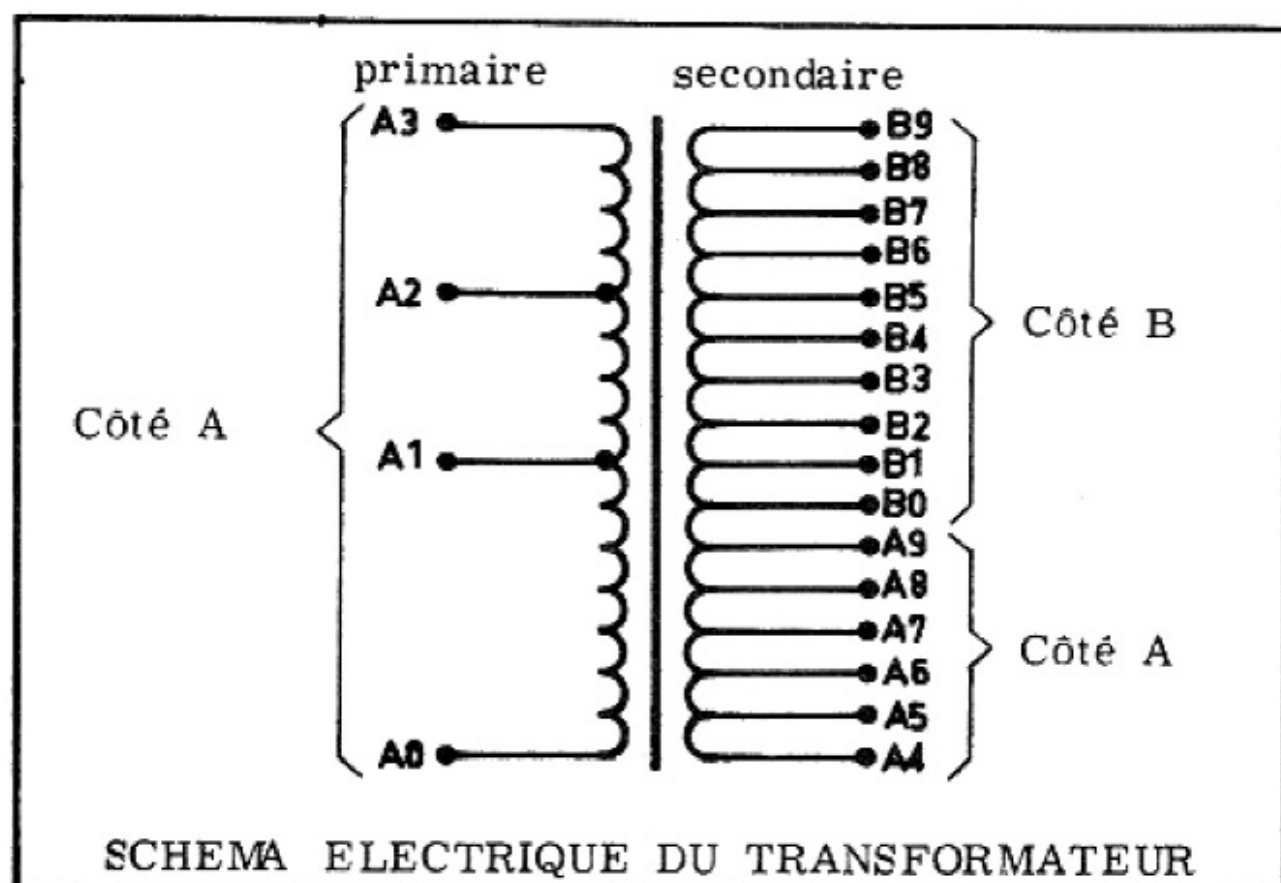 primaire secondaire
A3 B9
B8
B7
B6
A2 B5
B4 Côté B
B3
Côté A B2
A1 B1
B0
A9
A8
A7 Côté A
A6
A5
A0 A4
SCHEMA ELECTRIQUE DU TRANSFORMATEUR